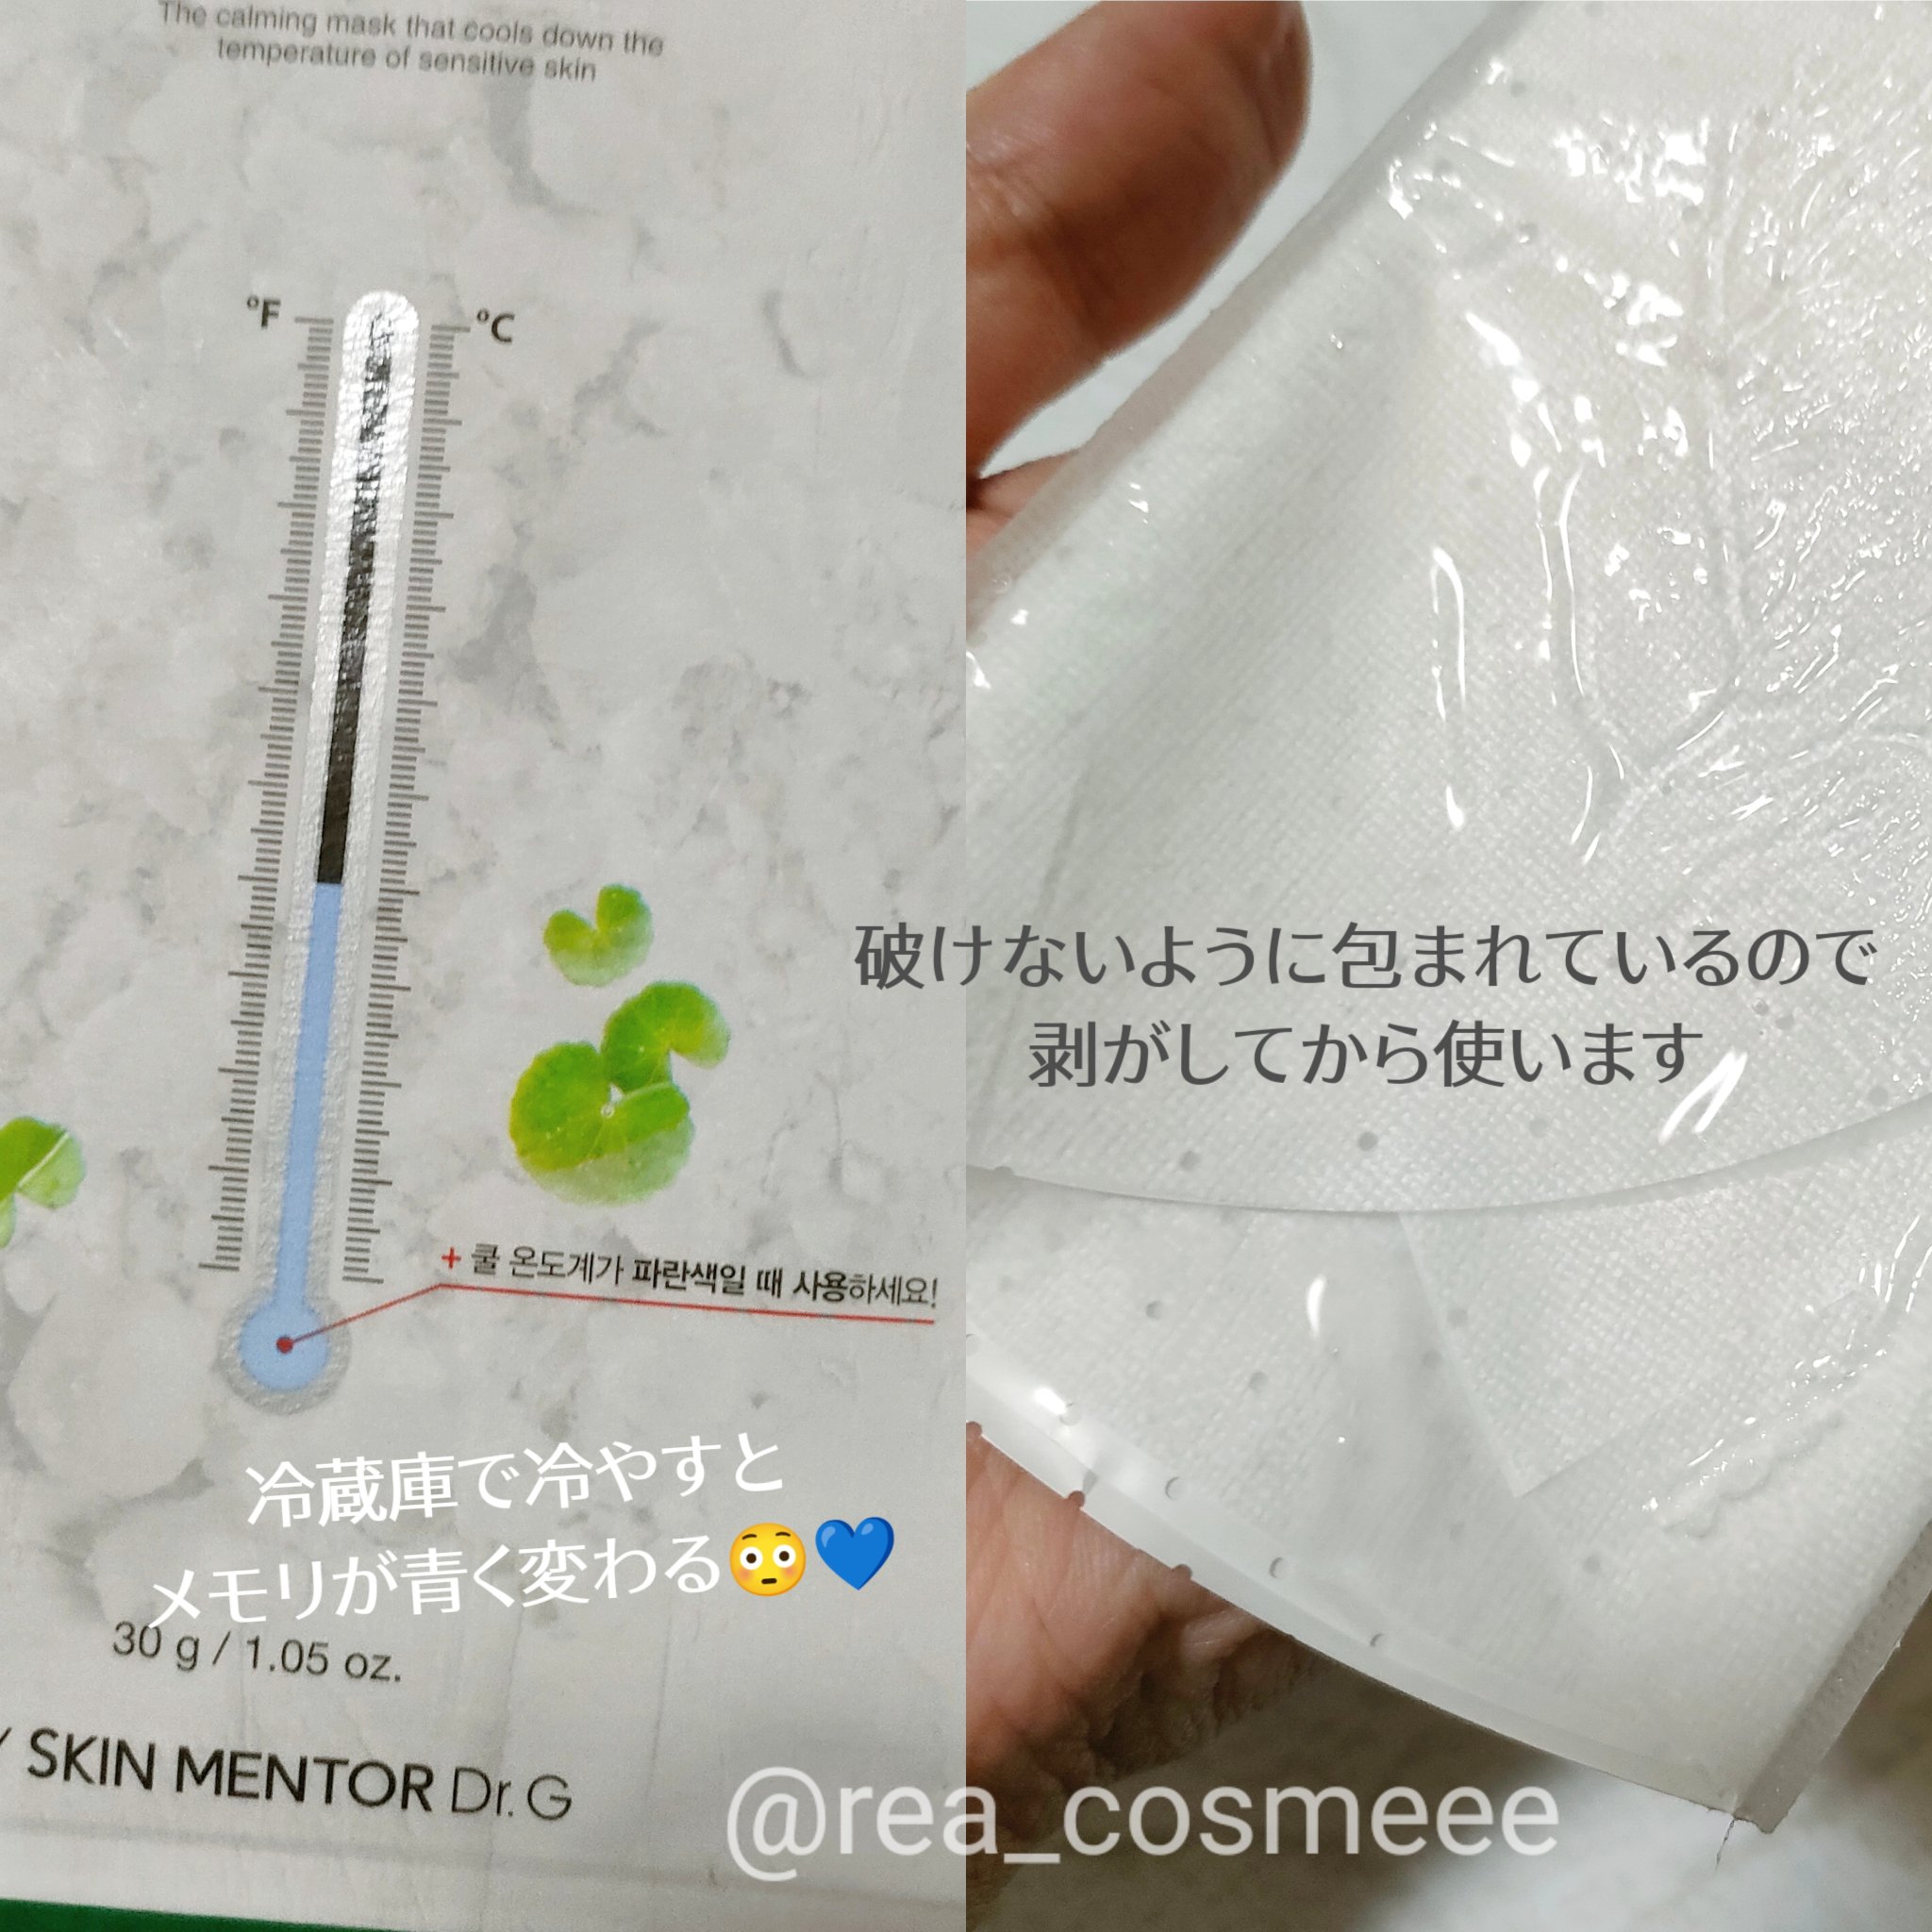 The calming mask that cools down the
temperature of sensitive skin
°F
°C
+ 쿨 온도계가 파란색일 때 사용하세요!
冷蔵庫で冷やすと
メモリが青く変わる😳💙
30 g / 1.05 oz.
SKIN MENTOR Dr. G
破けないように包まれているので
剥がしてから使います
@rea_cosmeee